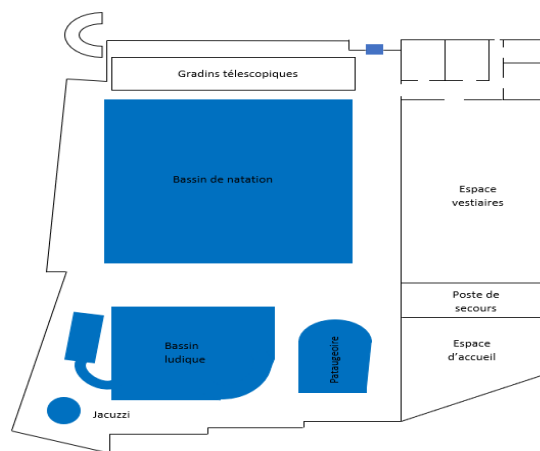 Gradins télescopiques
Bassin de natation
Espace
vestiaires
Poste de
secours
Bassin
ludique
Pataugeoire
Espace
d'accueil
Jacuzzi